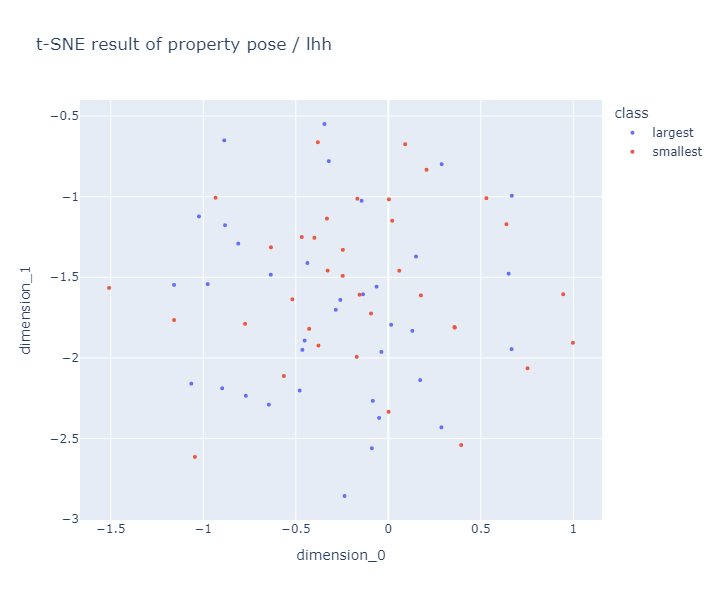 t-SNE result of property pose / lhh
class
largest
smallest
−0.5
−1
−1.5
−2
−2.5
−3
dimension_1
−1.5
−1
−0.5
0
0.5
1
dimension_0